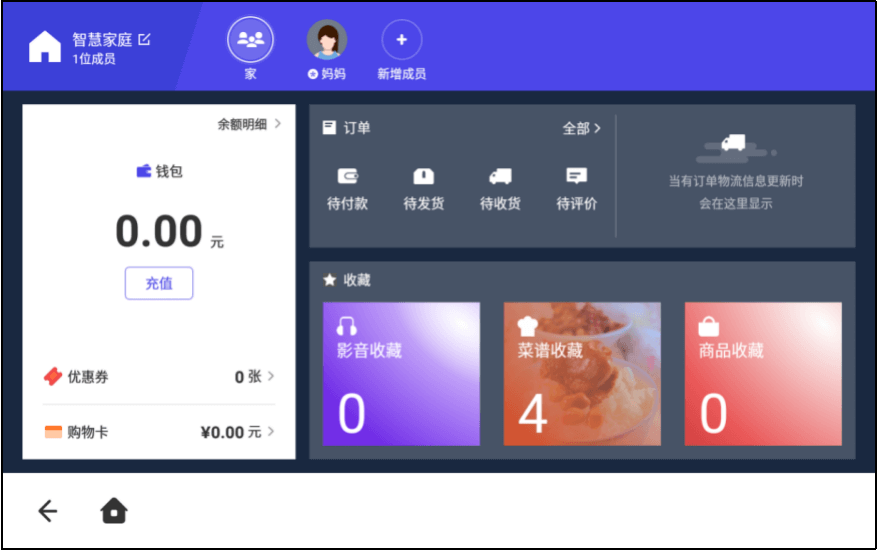 智慧家庭
1位成员
家
妈妈
新增成员
余额明细
钱包
0.00 元
充值
优惠券 0 张
购物卡 ¥0.00 元
订单 全部
待付款 待发货 待收货 待评价
当有订单物流信息更新时
会在这里显示
收藏
影音收藏
0
菜谱收藏
4
商品收藏
0